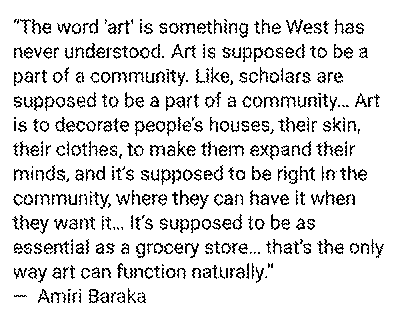 "The word 'art' is something the West has
never understood. Art is supposed to be a
part of a community. Like, scholars are
supposed to be a part of a community... Art
is to decorate people's houses, their skin,
their clothes, to make them expand their
minds, and it's supposed to be right in the
community, where they can have it when
they want it... It's supposed to be as
essential as a grocery store... that's the only
way art can function naturally."
— Amiri Baraka